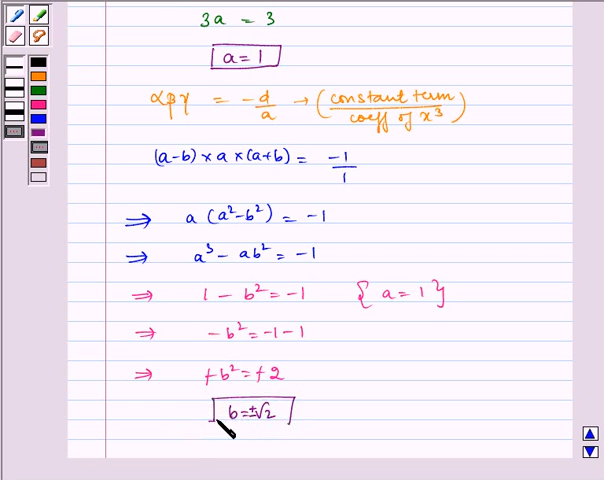 3a = 3
a = 1
αβγ = -d/a → (constant term / coeff of x³)
(a-b) × a × (a+b) = -1/1
⇒ a (a²-b²) = -1
⇒ a³ - ab² = -1
⇒ 1 - b² = -1 { a = 1 }
⇒ -b² = -1 -1
⇒ +b² = +2
b = ±√2